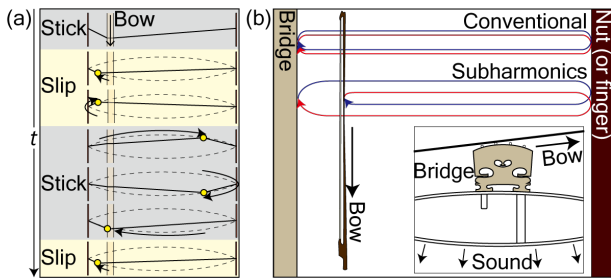 (a)
Bow
Stick
Slip
t
Stick
Slip
(b)
Bridge
Conventional
Subharmonics
Nut (or finger)
Bow
Bridge
Bow
Sound